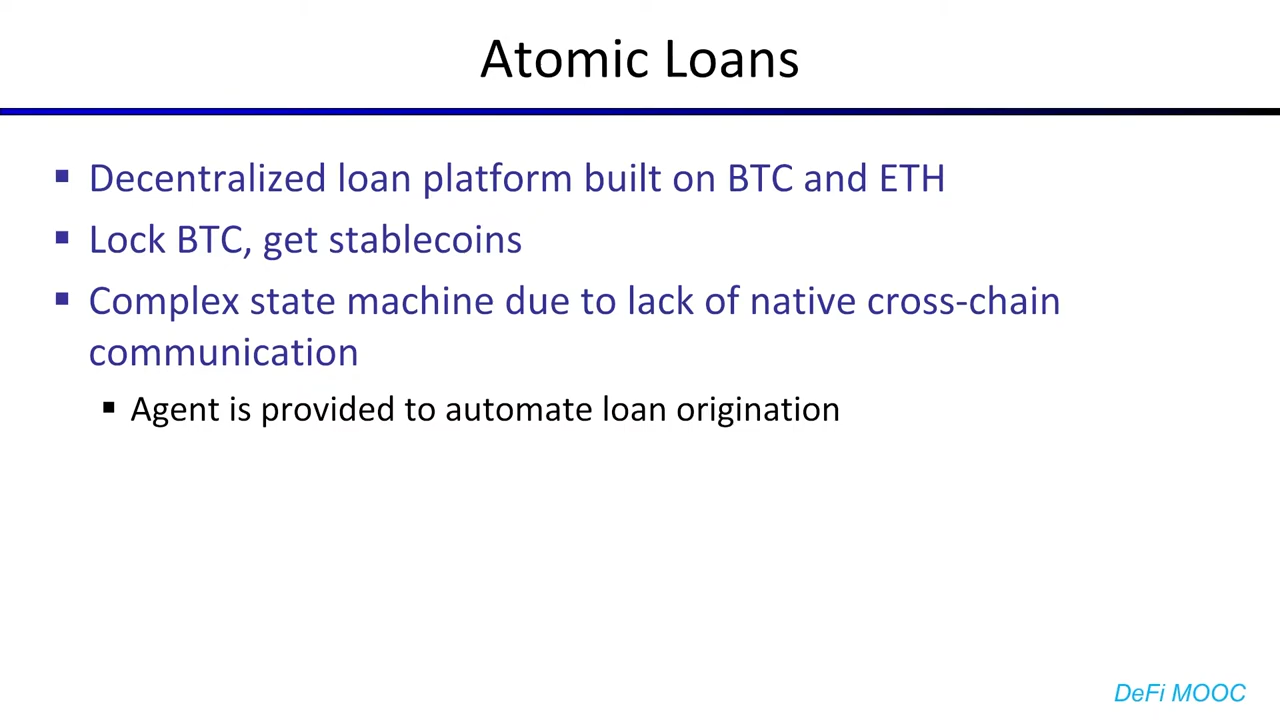 Atomic Loans
▪ Decentralized loan platform built on BTC and ETH
▪ Lock BTC, get stablecoins
▪ Complex state machine due to lack of native cross-chain
communication
▪ Agent is provided to automate loan origination
DeFi MOOC